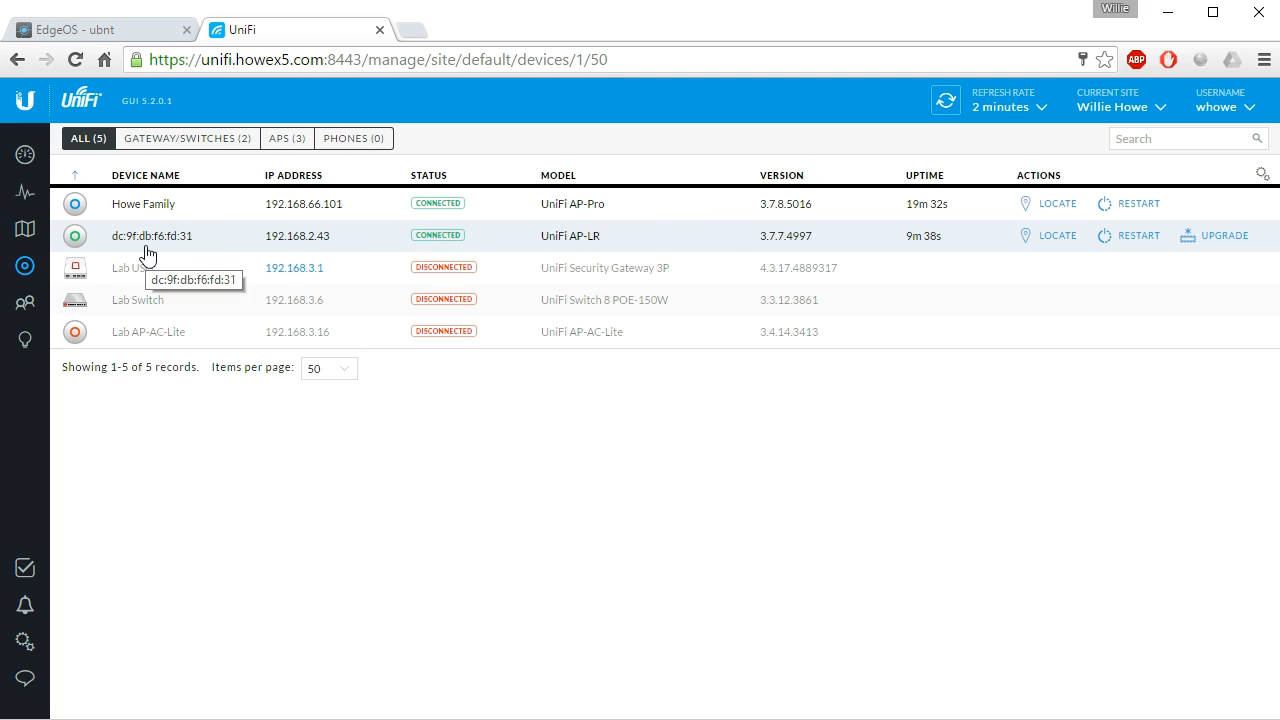 Willie
EdgeOS - ubnt
UniFi
https://unifi.howex5.com:8443/manage/site/default/devices/1/50
ABP
U
UniFi
GUI 5.2.0.1
REFRESH RATE
2 minutes
CURRENT SITE
Willie Howe
USERNAME
whowe
ALL (5) GATEWAY/SWITCHES (2) APS (3) PHONES (0)
Search
DEVICE NAME IP ADDRESS STATUS MODEL VERSION UPTIME ACTIONS
Howe Family 192.168.66.101 CONNECTED UniFi AP-Pro 3.7.8.5016 19m 32s LOCATE RESTART
dc:9f:db:f6:fd:31 192.168.2.43 CONNECTED UniFi AP-LR 3.7.7.4997 9m 38s LOCATE RESTART UPGRADE
Lab 192.168.3.1 DISCONNECTED UniFi Security Gateway 3P 4.3.17.4889317
dc:9f:db:f6:fd:31
Lab Switch 192.168.3.6 DISCONNECTED UniFi Switch 8 POE-150W 3.3.12.3861
Lab AP-AC-Lite 192.168.3.16 DISCONNECTED UniFi AP-AC-Lite 3.4.14.3413
Showing 1-5 of 5 records. Items per page: 50